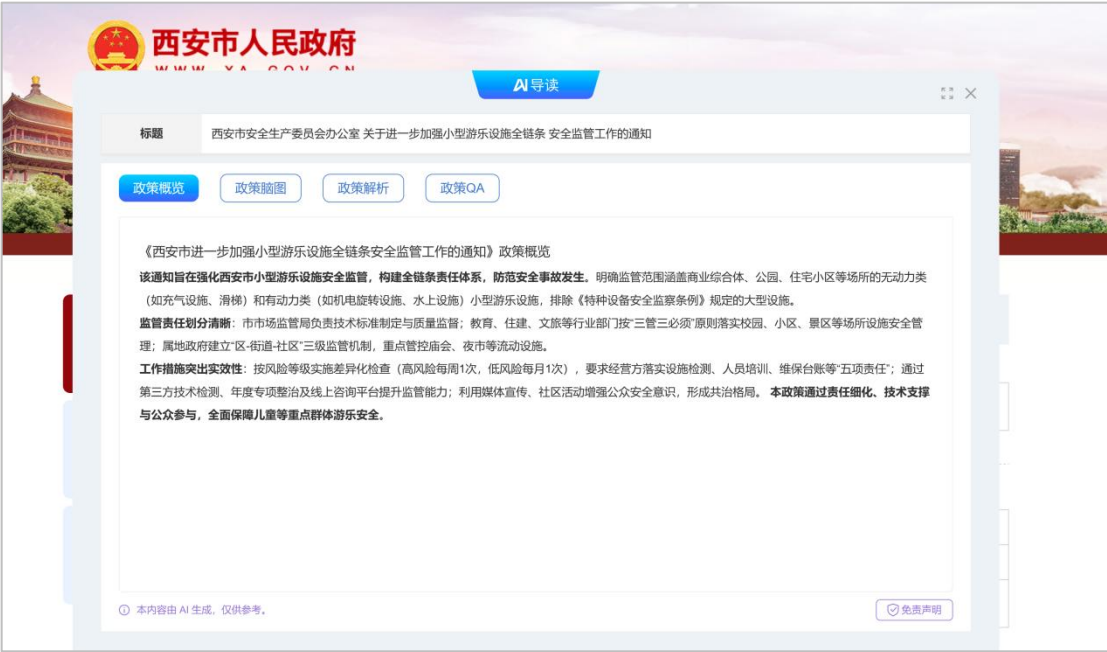 西安市人民政府
WWW.XA.GOV.CN
AI导读
标题 西安市安全生产委员会办公室 关于进一步加强小型游乐设施全链条 安全监管工作的通知
政策概览 政策脑图 政策解析 政策QA
《西安市进一步加强小型游乐设施全链条安全监管工作的通知》政策概览
该通知旨在强化西安市小型游乐设施安全监管，构建全链条责任体系，防范安全事故发生。明确监管范围涵盖商业综合体、公园、住宅小区等场所的无动力类
（如充气设施、滑梯）和有动力类（如机电旋转设施、水上设施）小型游乐设施，排除《特种设备安全监察条例》规定的大型设施。
监管责任划分清晰：市市场监管局负责技术标准制定与质量监督；教育、住建、文旅等行业部门按“三管三必须”原则落实校园、小区、景区等场所设施安全管
理；属地政府建立“区-街道-社区”三级监管机制，重点管控庙会、夜市等流动设施。
工作措施突出实效性：按风险等级实施差异化检查（高风险每周1次，低风险每月1次），要求经营方落实设施检测、人员培训、维保台账等“五项责任”；通过
第三方技术检测、年度专项整治及线上咨询平台提升监管能力；利用媒体宣传、社区活动增强公众安全意识，形成共治格局。 本政策通过责任细化、技术支撑
与公众参与，全面保障儿童等重点群体游乐安全。
本内容由 AI 生成，仅供参考。
免责声明